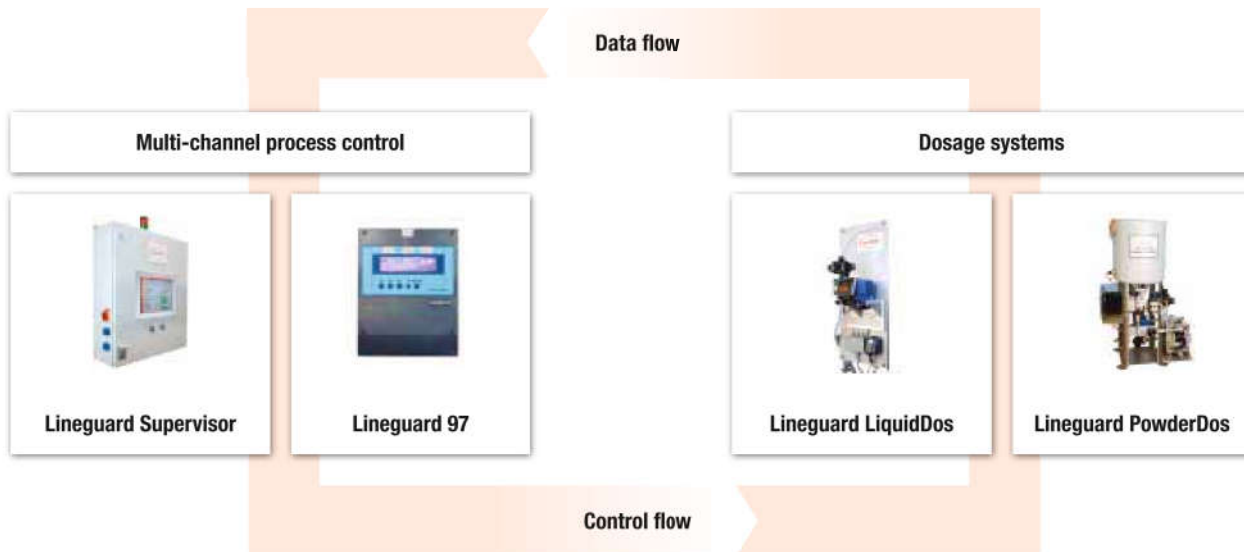 Data flow
Multi-channel process control
Dosage systems
Lineguard Supervisor
Lineguard 97
Lineguard LiquidDos
Lineguard PowderDos
Control flow